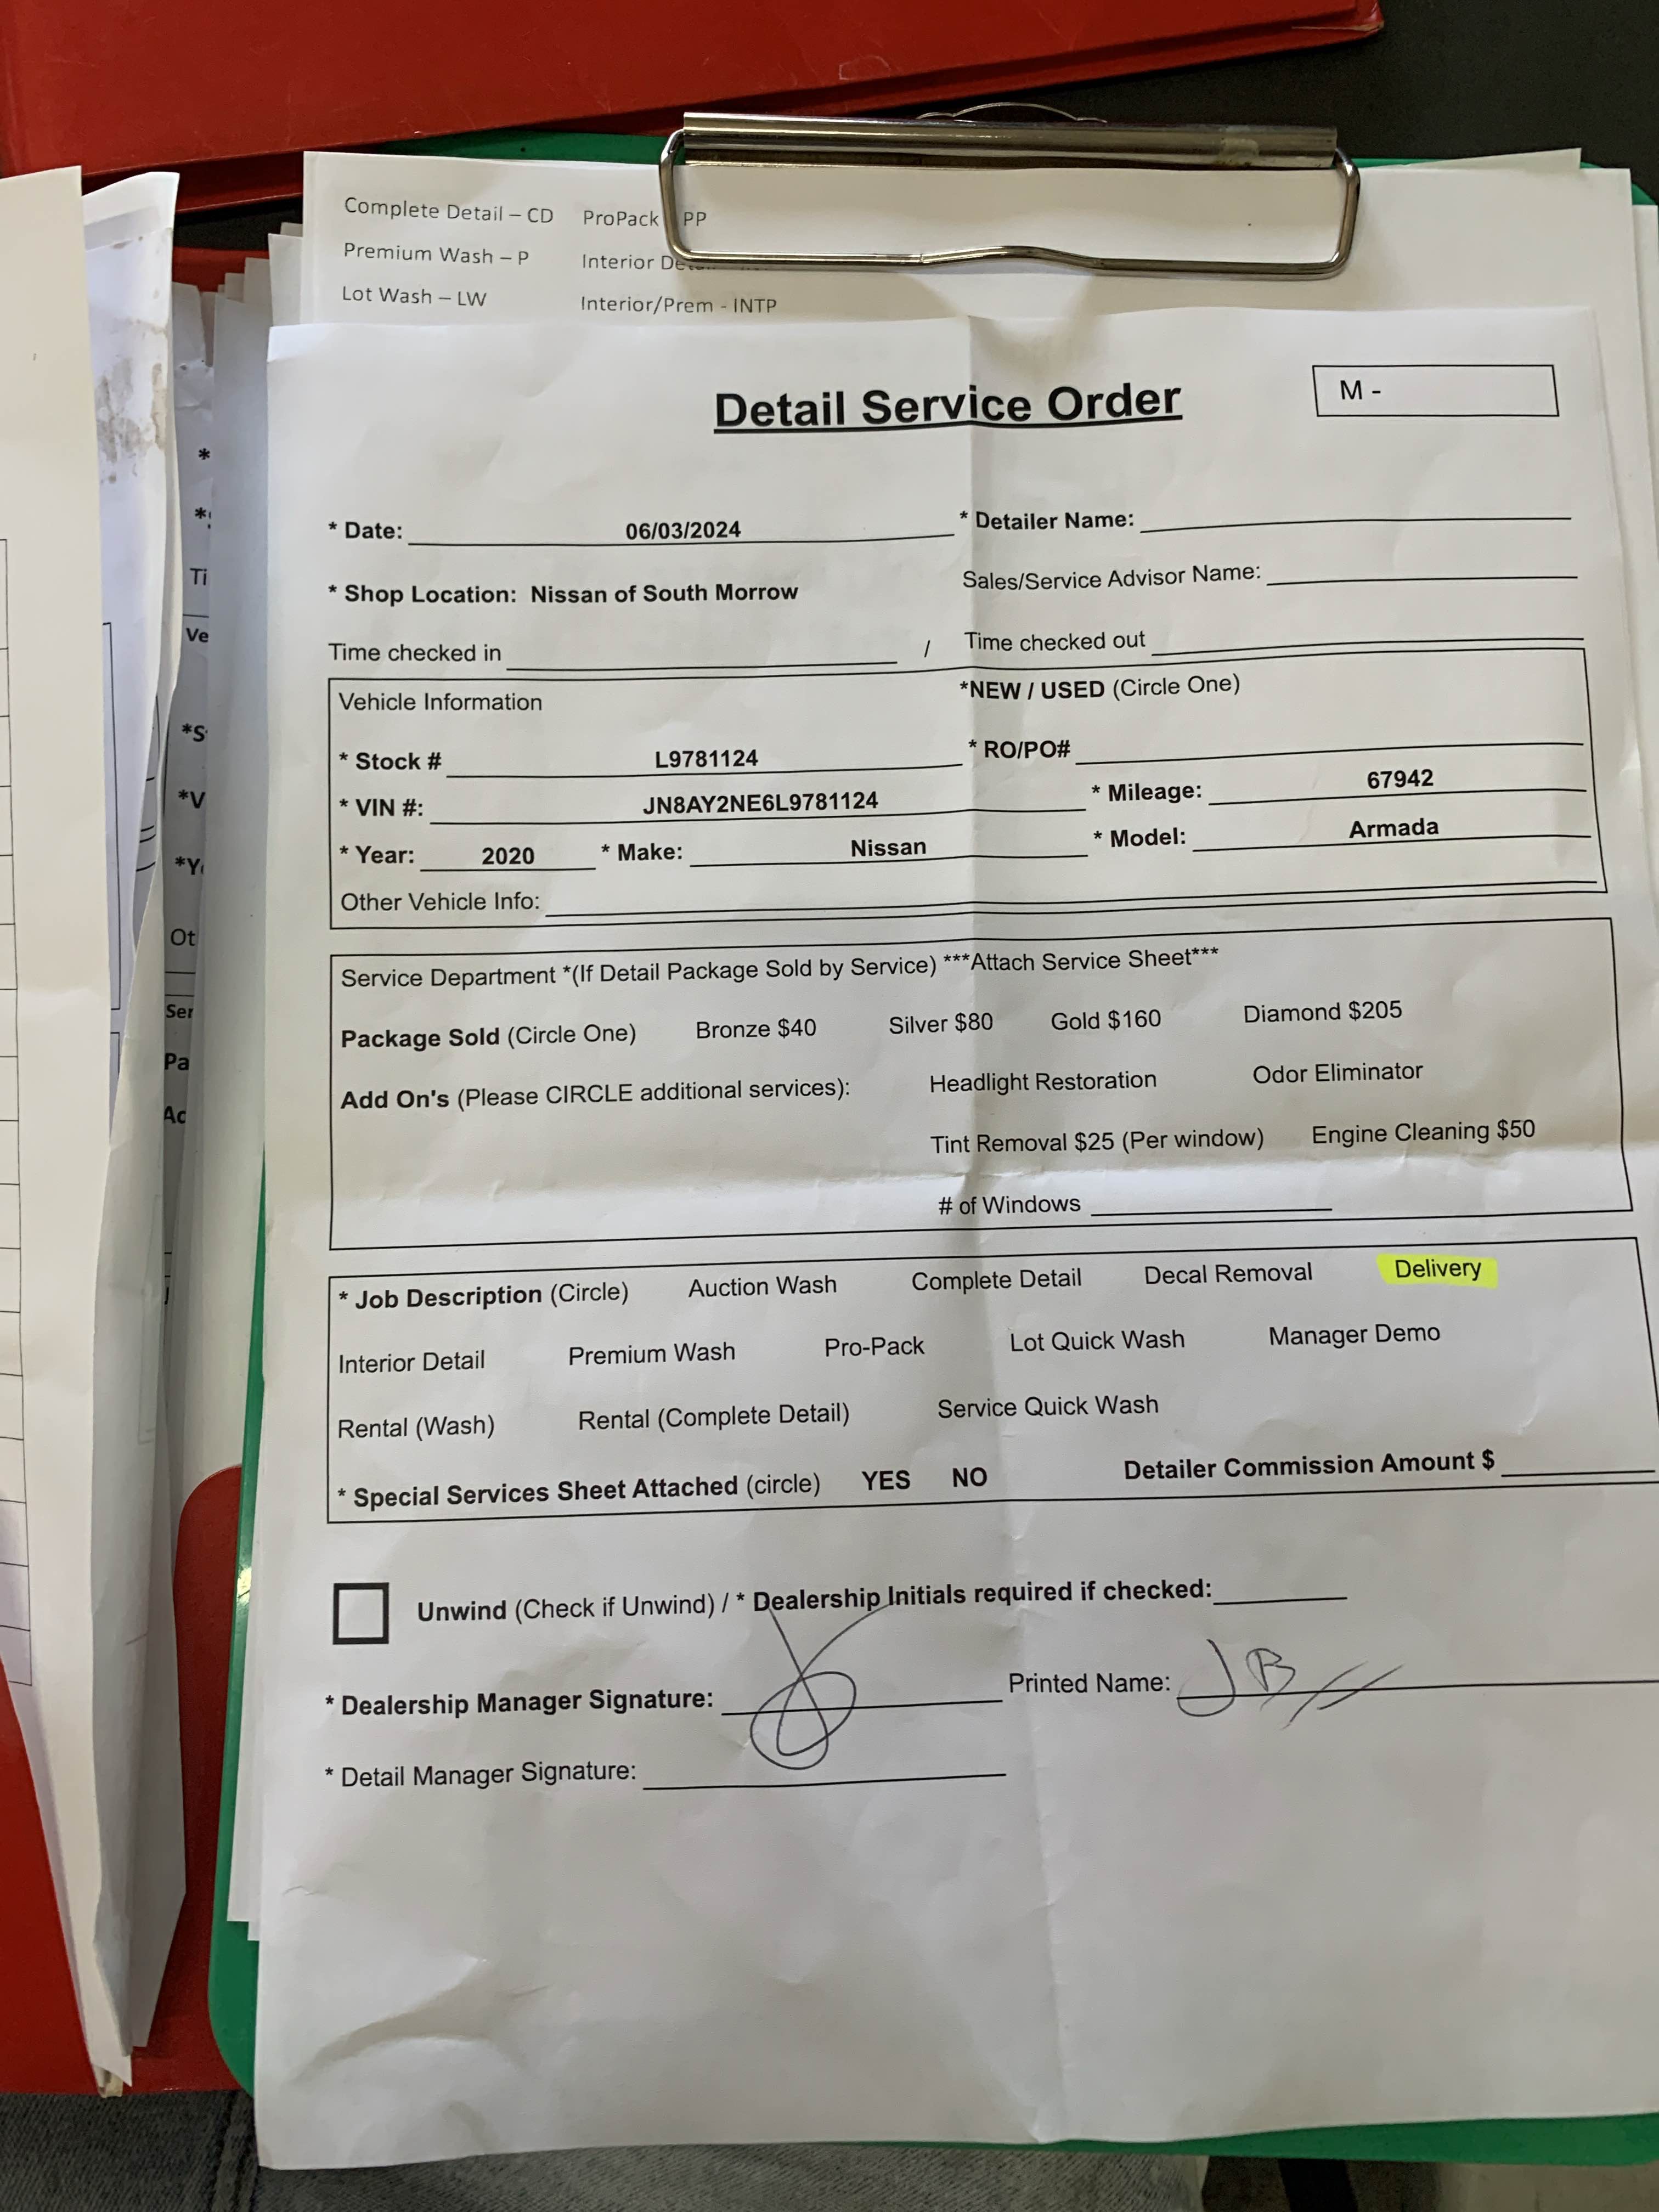 Complete Detail – CD ProPack PP
Premium Wash – P Interior
Lot Wash – LW Interior/Prem - INTP
Detail Service Order
M -
* Date: 06/03/2024 * Detailer Name:
* Shop Location: Nissan of South Morrow Sales/Service Advisor Name:
Time checked in / Time checked out
Vehicle Information *NEW / USED (Circle One)
* Stock # L9781124 * RO/PO#
* VIN #: JN8AY2NE6L9781124 * Mileage: 67942
* Year: 2020 * Make: Nissan * Model: Armada
Other Vehicle Info:
Service Department *(If Detail Package Sold by Service) ***Attach Service Sheet***
Package Sold (Circle One) Bronze $40 Silver $80 Gold $160 Diamond $205
Add On's (Please CIRCLE additional services): Headlight Restoration Odor Eliminator
Tint Removal $25 (Per window) Engine Cleaning $50
# of Windows
* Job Description (Circle) Auction Wash Complete Detail Decal Removal Delivery
Interior Detail Premium Wash Pro-Pack Lot Quick Wash Manager Demo
Rental (Wash) Rental (Complete Detail) Service Quick Wash
* Special Services Sheet Attached (circle) YES NO Detailer Commission Amount $
Unwind (Check if Unwind) / * Dealership Initials required if checked:
* Dealership Manager Signature: Printed Name: JB
* Detail Manager Signature: